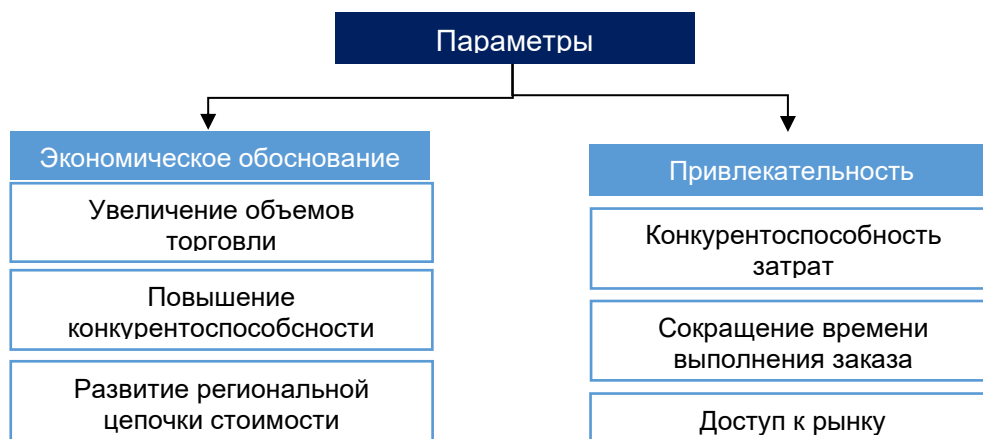 Параметры
Экономическое обоснование
Увеличение объемов
торговли
Повышение
конкурентоспособсности
Развитие региональной
цепочки стоимости
Привлекательность
Конкурентоспособность
затрат
Сокращение времени
выполнения заказа
Доступ к рынку